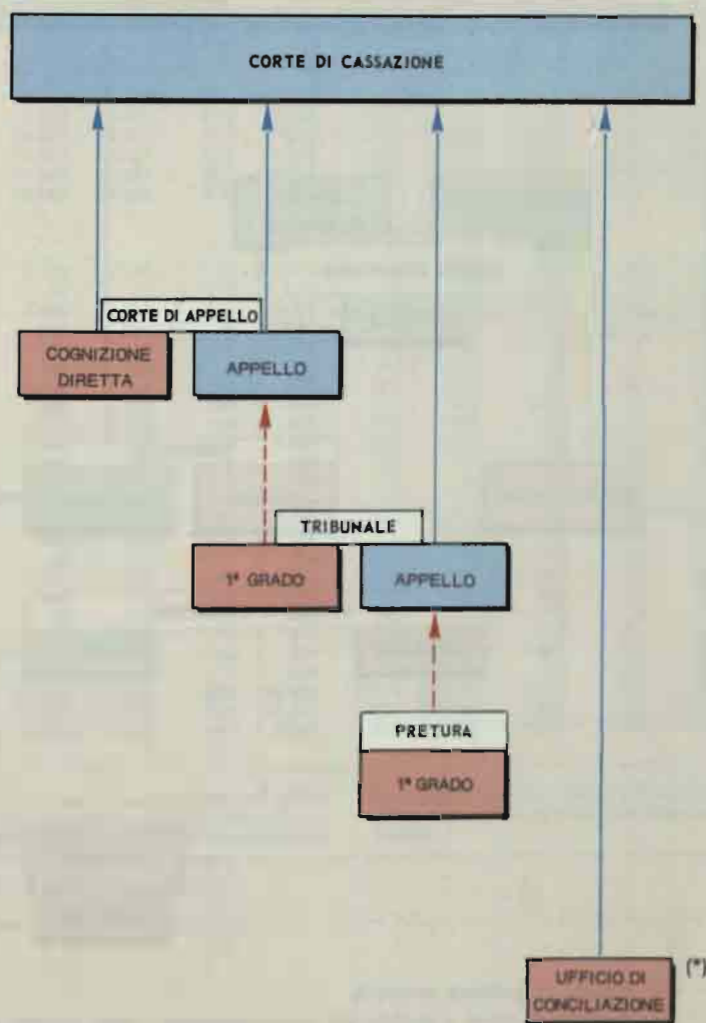 CORTE DI CASSAZIONE
CORTE DI APPELLO
COGNIZIONE
DIRETTA
APPELLO
TRIBUNALE
1° GRADO
APPELLO
PRETURA
1° GRADO
UFFICIO DI
CONCILIAZIONE
(*)